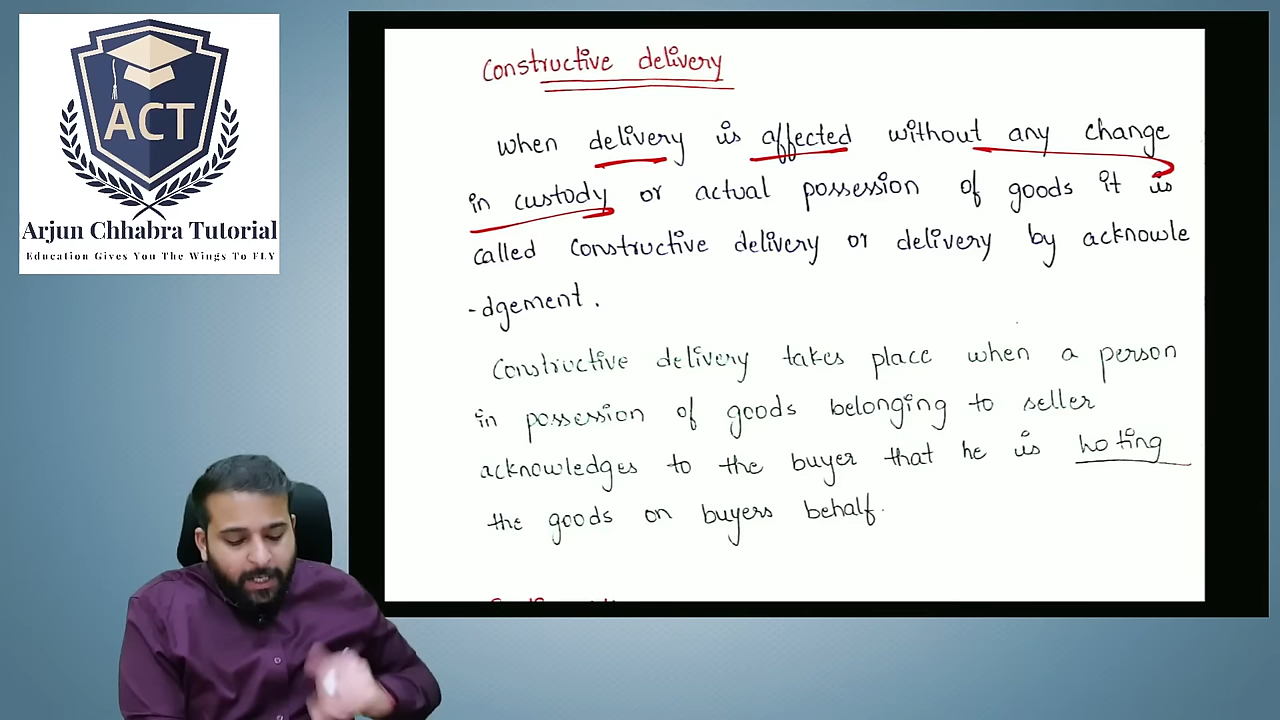 ACT
Arjun Chhabra Tutorial
Education Gives You The Wings To FLY
Constructive delivery
when delivery is affected without any change
in custody or actual possession of goods it is
called constructive delivery or delivery by acknowle
-dgement.
Constructive delivery takes place when a person
in possession of goods belonging to seller
acknowledges to the buyer that he is hoting
the goods on buyers behalf.